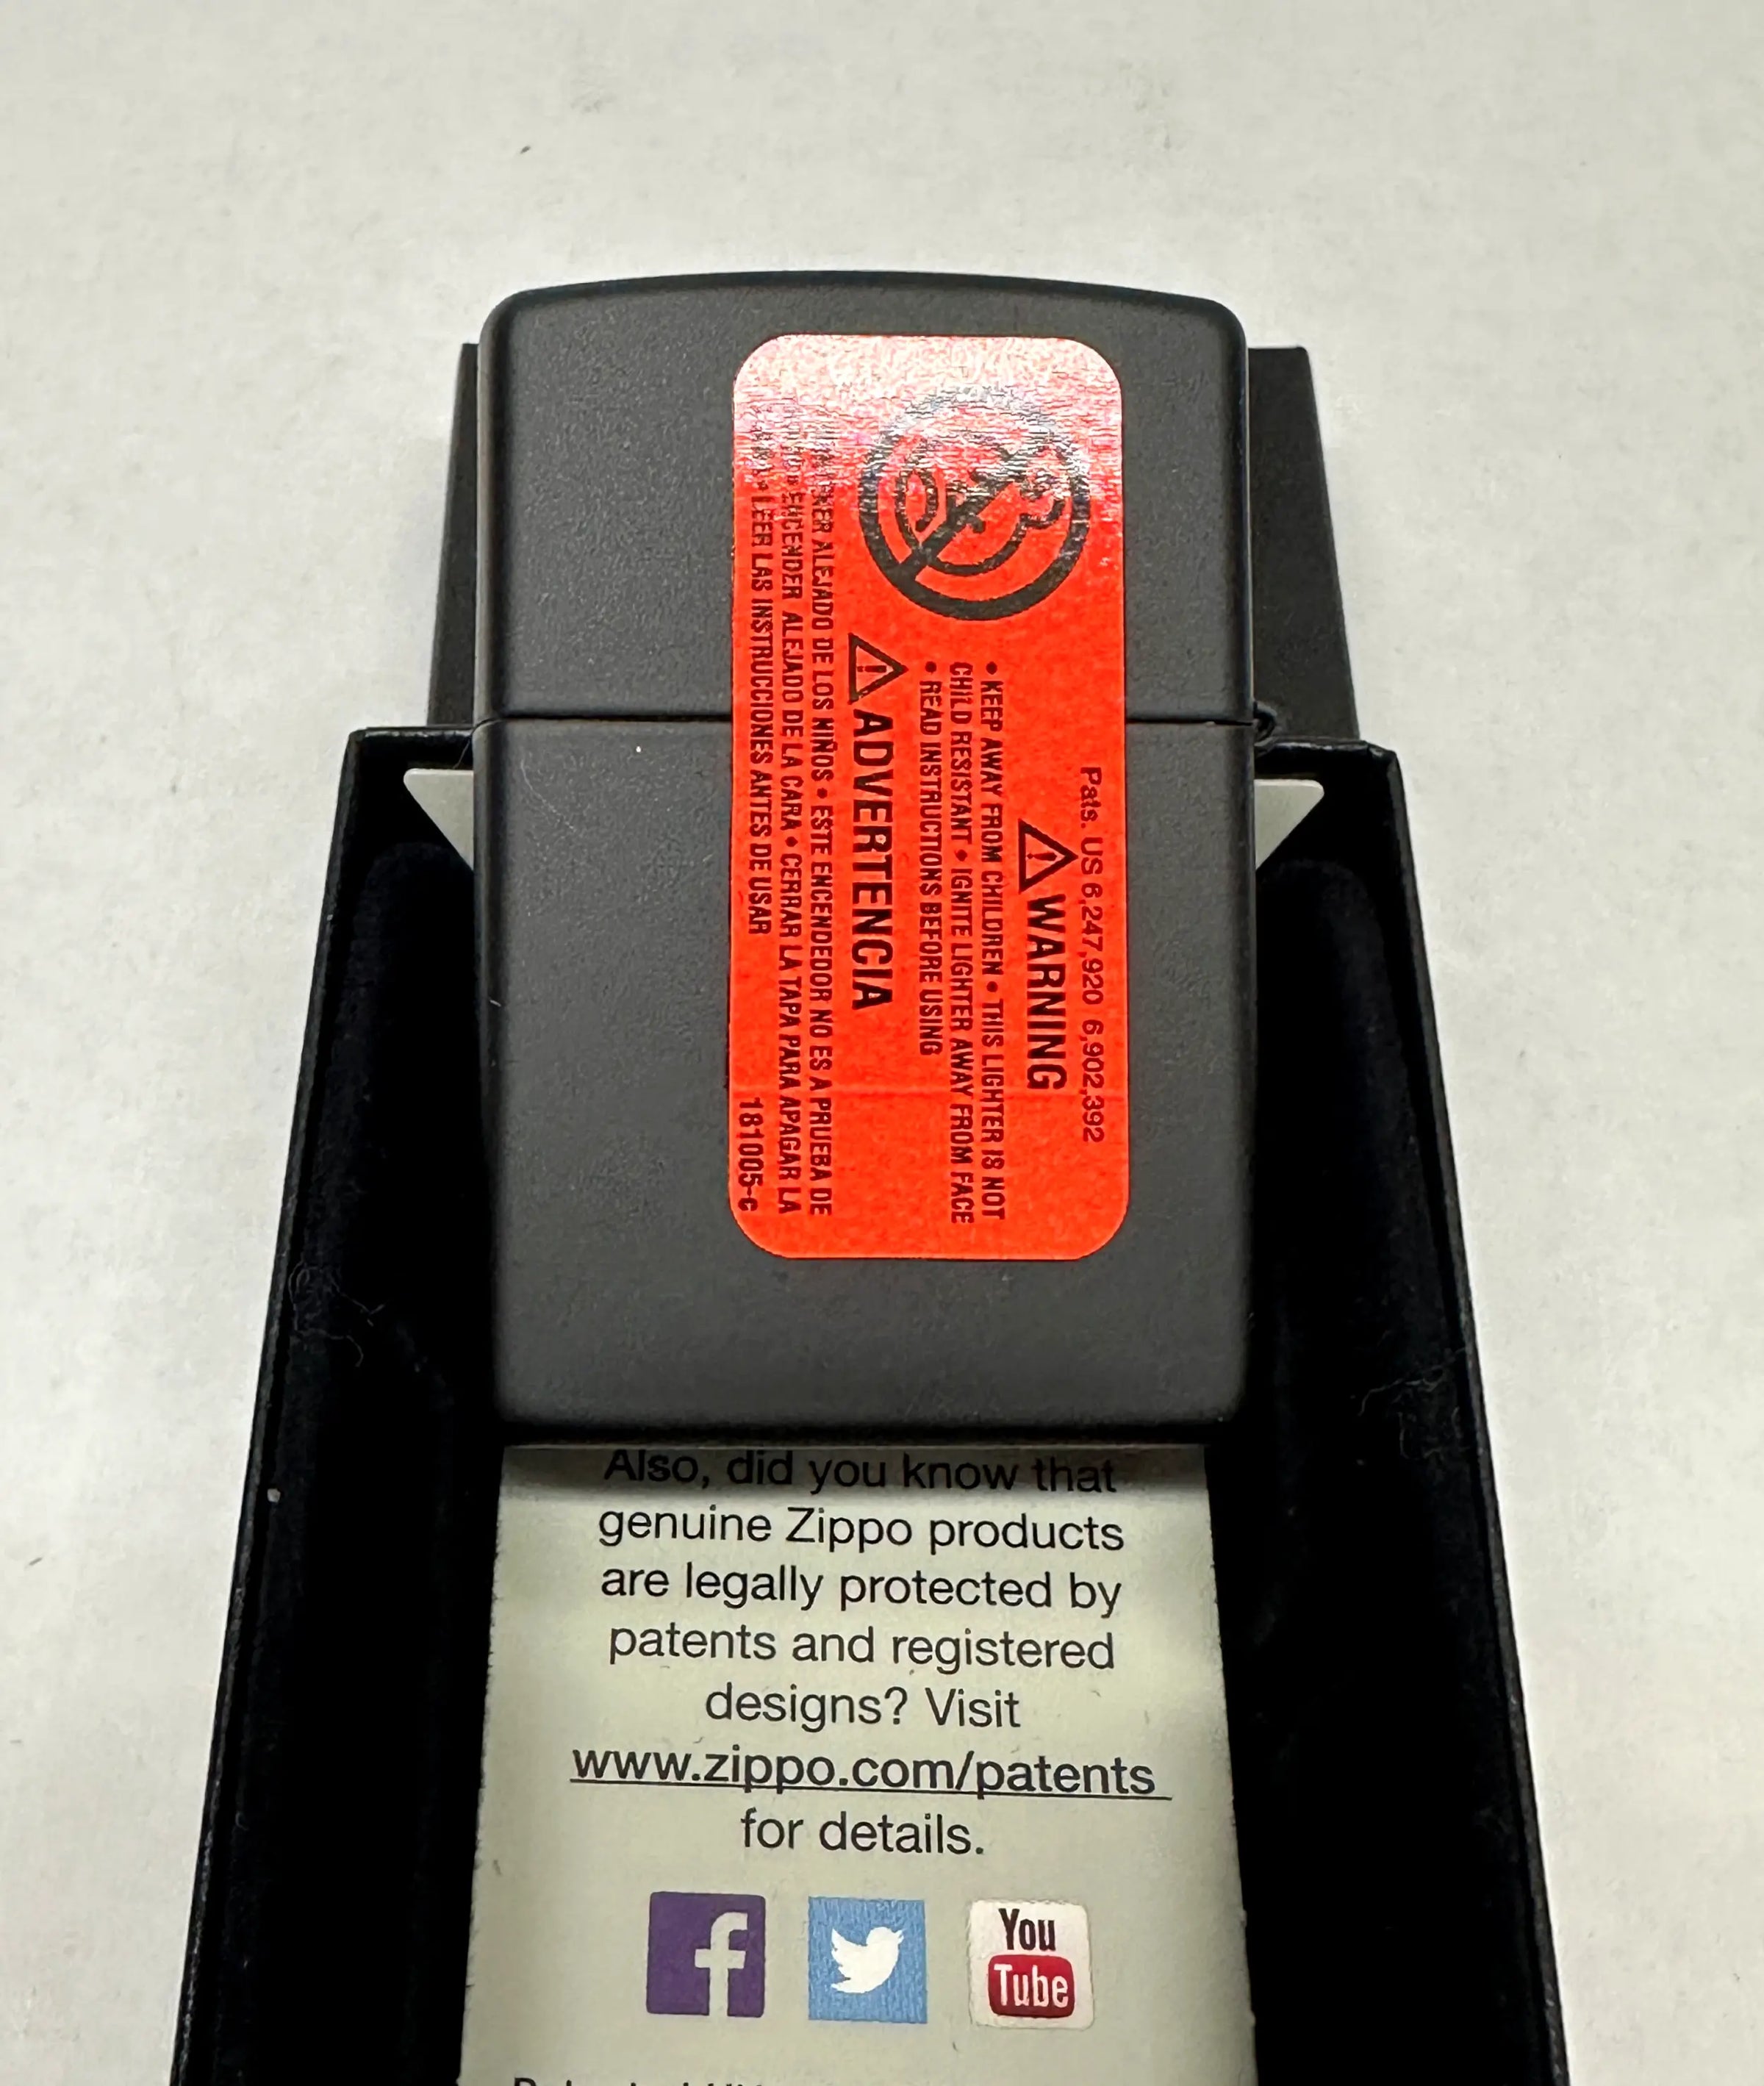 Pats. US 6,247,920 6,902,392
WARNING
• KEEP AWAY FROM CHILDREN • THIS LIGHTER IS NOT
CHILD RESISTANT • IGNITE LIGHTER AWAY FROM FACE
• READ INSTRUCTIONS BEFORE USING
ADVERTENCIA
ALEJADO DE LOS NIÑOS • ESTE ENCENDEDOR NO ES A PRUEBA DE
ENCENDER ALEJADO DE LA CARA • CERRAR LA TAPA PARA APAGAR LA
• LEER LAS INSTRUCCIONES ANTES DE USAR
181005-c
Also, did you know that
genuine Zippo products
are legally protected by
patents and registered
designs? Visit
www.zippo.com/patents
for details.
f
You
Tube